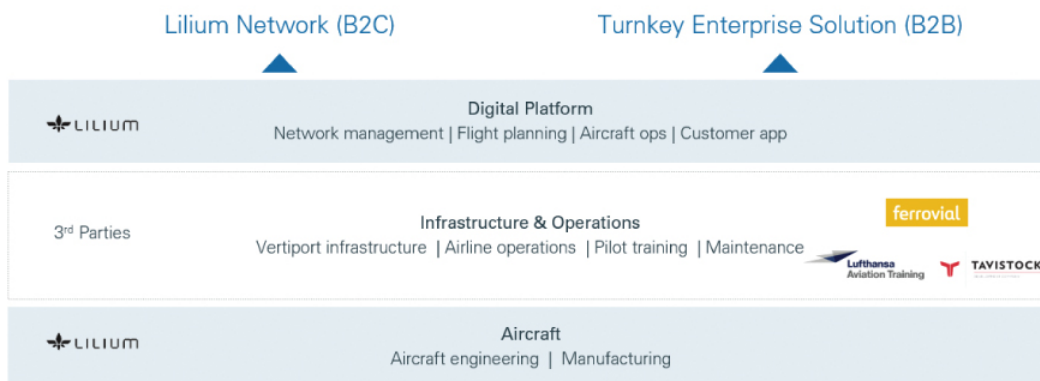 Lilium Network (B2C)
Turnkey Enterprise Solution (B2B)
LILIUM
Digital Platform
Network management | Flight planning | Aircraft ops | Customer app
3rd Parties
Infrastructure & Operations
Vertiport infrastructure | Airline operations | Pilot training | Maintenance
ferrovial
Lufthansa
Aviation Training
TAVISTOCK
LILIUM
Aircraft
Aircraft engineering | Manufacturing